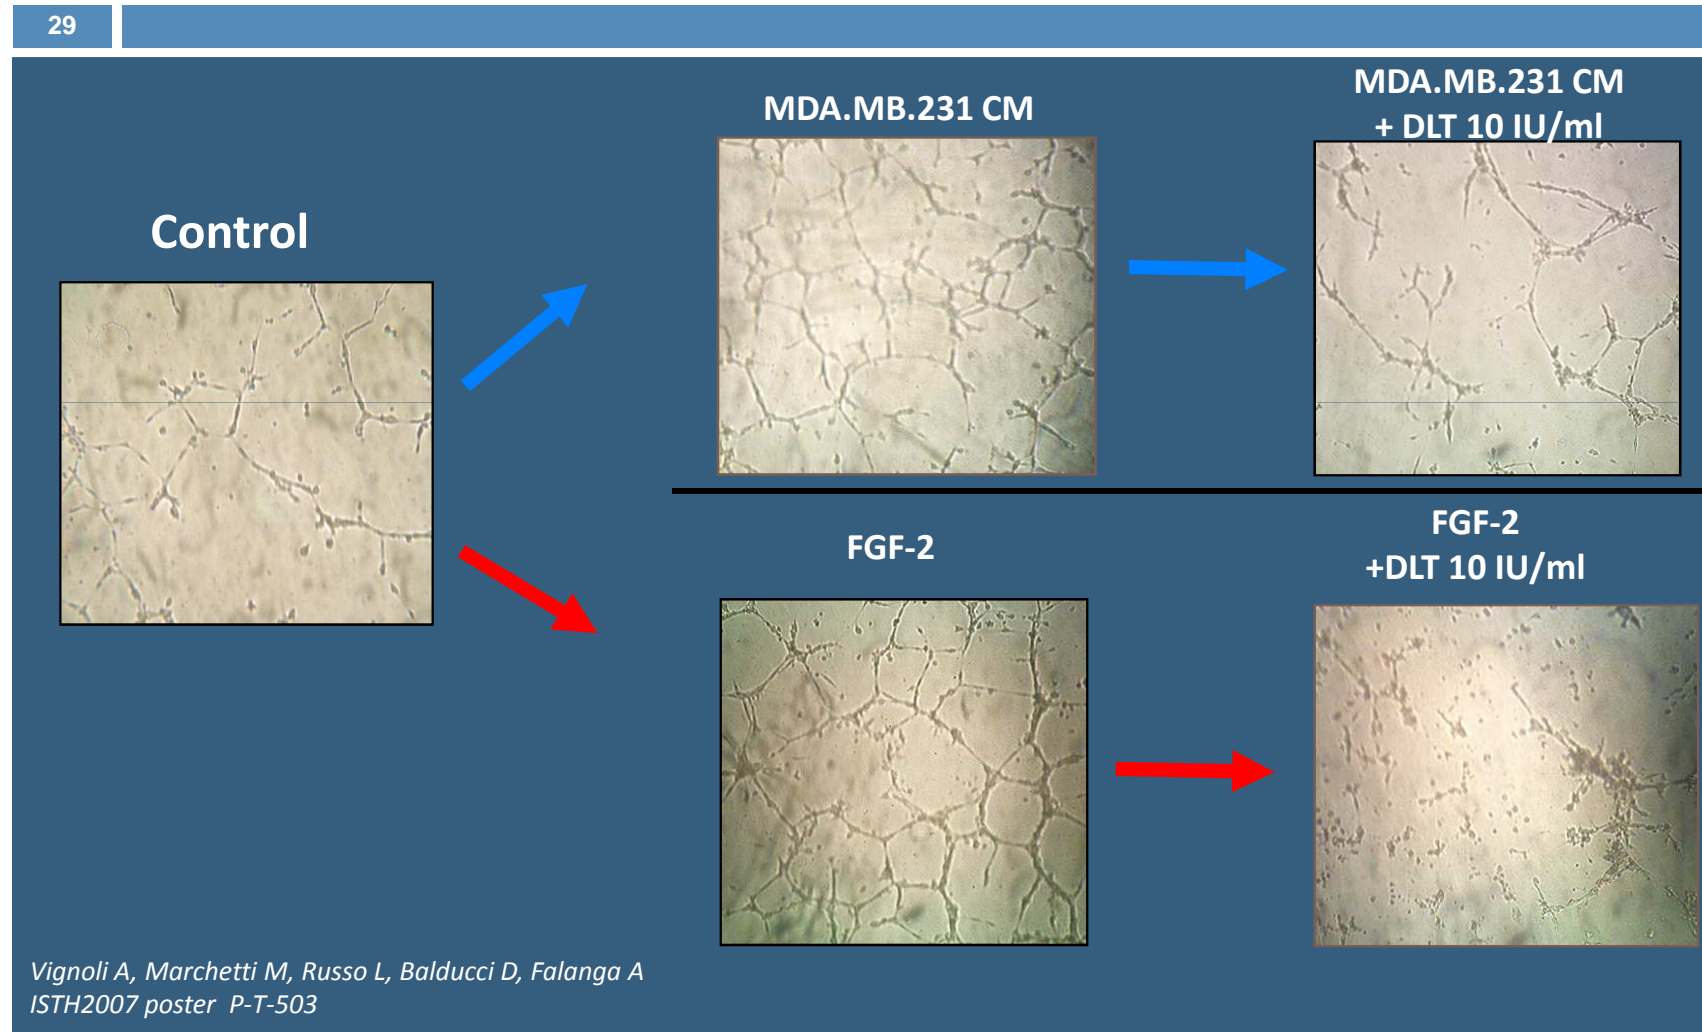 29
Control
MDA.MB.231 CM
MDA.MB.231 CM
+ DLT 10 IU/ml
FGF-2
FGF-2
+DLT 10 IU/ml
Vignoli A, Marchetti M, Russo L, Balducci D, Falanga A
ISTH2007 poster  P-T-503